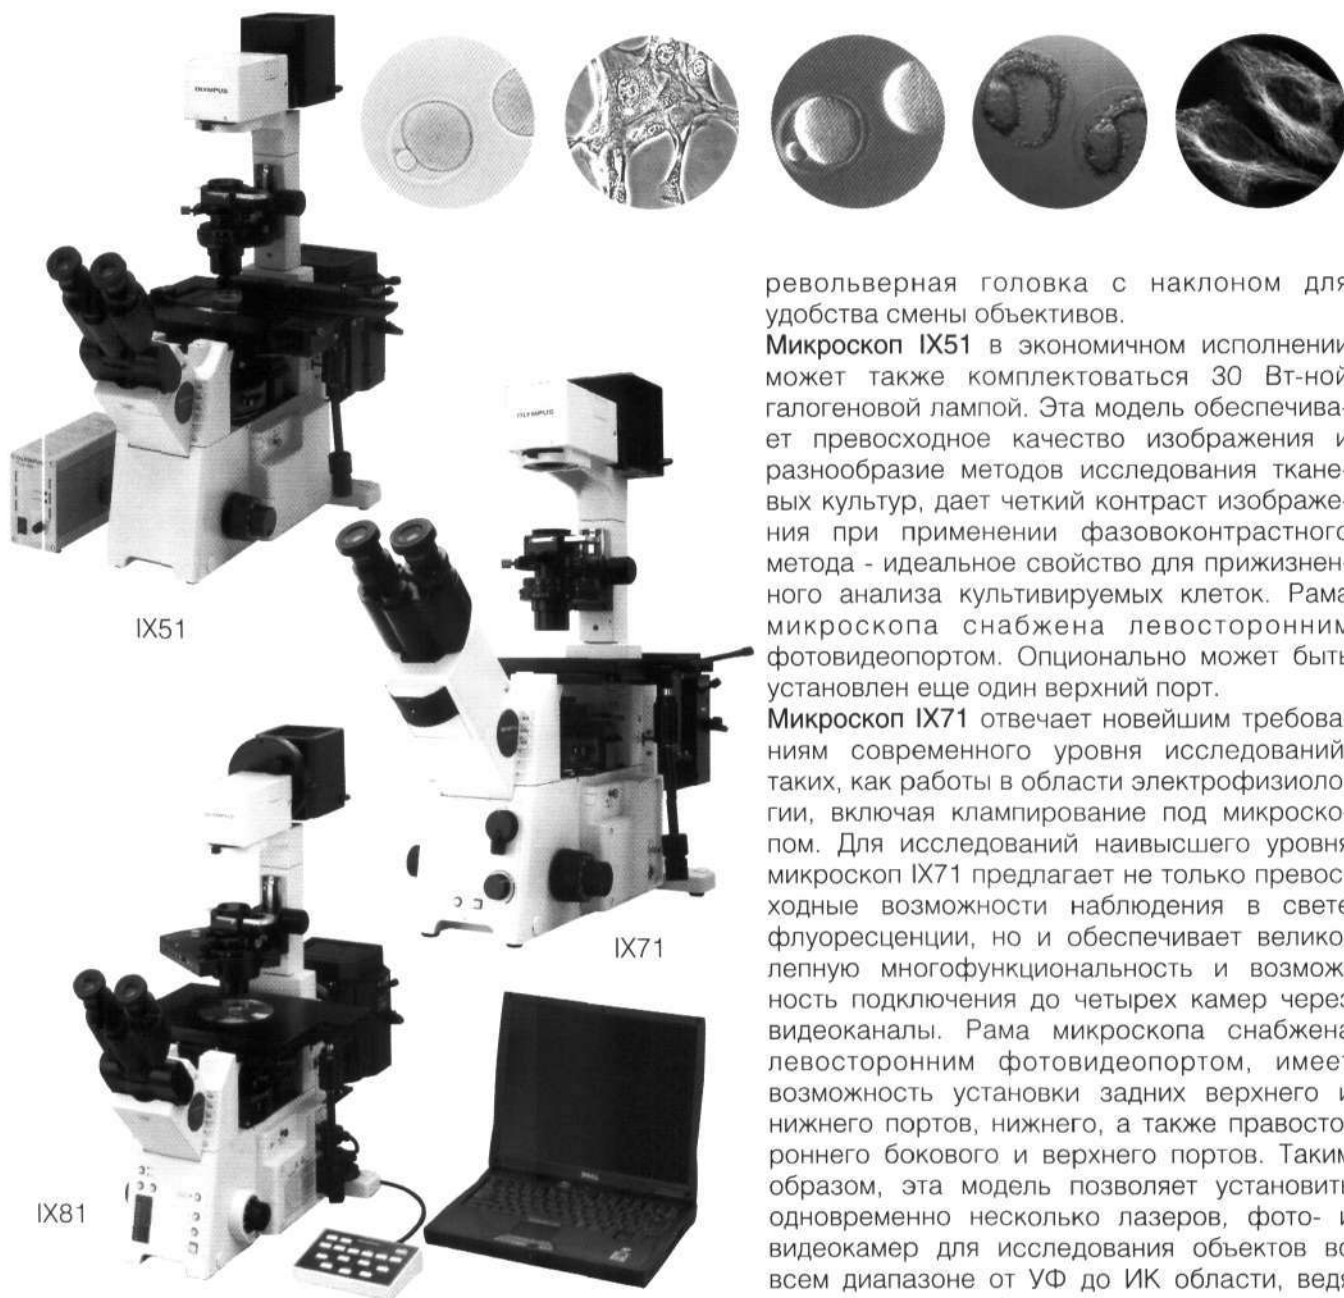 OLYMPUS
IX51
OLYMPUS
IX71
IX81
DELL
револьверная головка с наклоном для
удобства смены объективов.
Микроскоп IX51 в экономичном исполнении
может также комплектоваться 30 Вт-ной
галогеновой лампой. Эта модель обеспечива-
ет превосходное качество изображения и
разнообразие методов исследования ткане-
вых культур, дает четкий контраст изображе-
ния при применении фазовоконтрастного
метода - идеальное свойство для прижизнен-
ного анализа культивируемых клеток. Рама
микроскопа снабжена левосторонним
фотовидеопортом. Опционально может быть
установлен еще один верхний порт.
Микроскоп IX71 отвечает новейшим требова-
ниям современного уровня исследований,
таких, как работы в области электрофизиоло-
гии, включая клампирование под микроско-
пом. Для исследований наивысшего уровня
микроскоп IX71 предлагает не только превос-
ходные возможности наблюдения в свете
флуоресценции, но и обеспечивает велико-
лепную многофункциональность и возмож-
ность подключения до четырех камер через
видеоканалы. Рама микроскопа снабжена
левосторонним фотовидеопортом, имеет
возможность установки задних верхнего и
нижнего портов, нижнего, а также правосто-
роннего бокового и верхнего портов. Таким
образом, эта модель позволяет установить
одновременно несколько лазеров, фото- и
видеокамер для исследования объектов во
всем диапазоне от УФ до ИК области, ведя